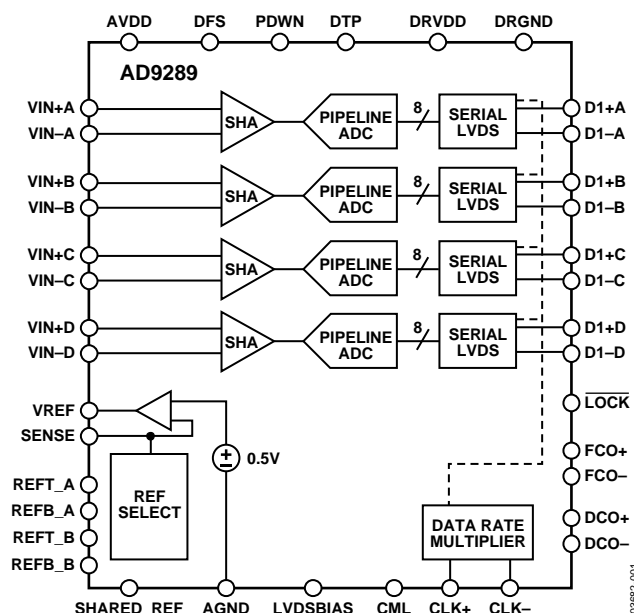 AVDD DFS PDWN DTP DRVDD DRGND
AD9289
VIN+A
VIN–A
SHA
PIPELINE
ADC
8
SERIAL
LVDS
D1+A
D1–A
VIN+B
VIN–B
SHA
PIPELINE
ADC
8
SERIAL
LVDS
D1+B
D1–B
VIN+C
VIN–C
SHA
PIPELINE
ADC
8
SERIAL
LVDS
D1+C
D1–C
VIN+D
VIN–D
SHA
PIPELINE
ADC
8
SERIAL
LVDS
D1+D
D1–D
VREF
SENSE
REFT_A
REFB_A
REFT_B
REFB_B
REF
SELECT
+
–
0.5V
DATA RATE
MULTIPLIER
LOCK
FCO+
FCO–
DCO+
DCO–
SHARED_REF AGND LVDSBIAS CML CLK+ CLK–
03682-001